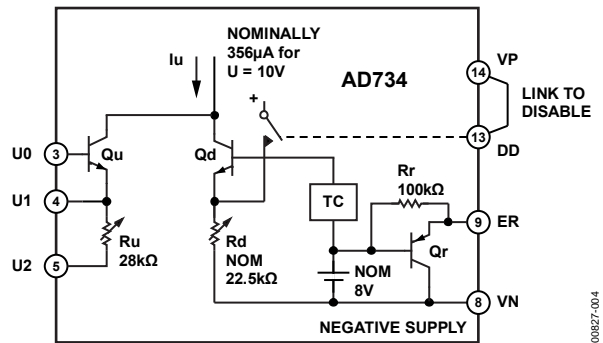 NOMINALLY
356µA for
U = 10V
Iu
AD734
14
VP
LINK TO
DISABLE
13
DD
+
U0
3
Qu
Qd
U1
4
Rr
100kΩ
TC
9
ER
Ru
28kΩ
Rd
NOM
22.5kΩ
Qr
U2
5
NOM
8V
8
VN
NEGATIVE SUPPLY
00827-004